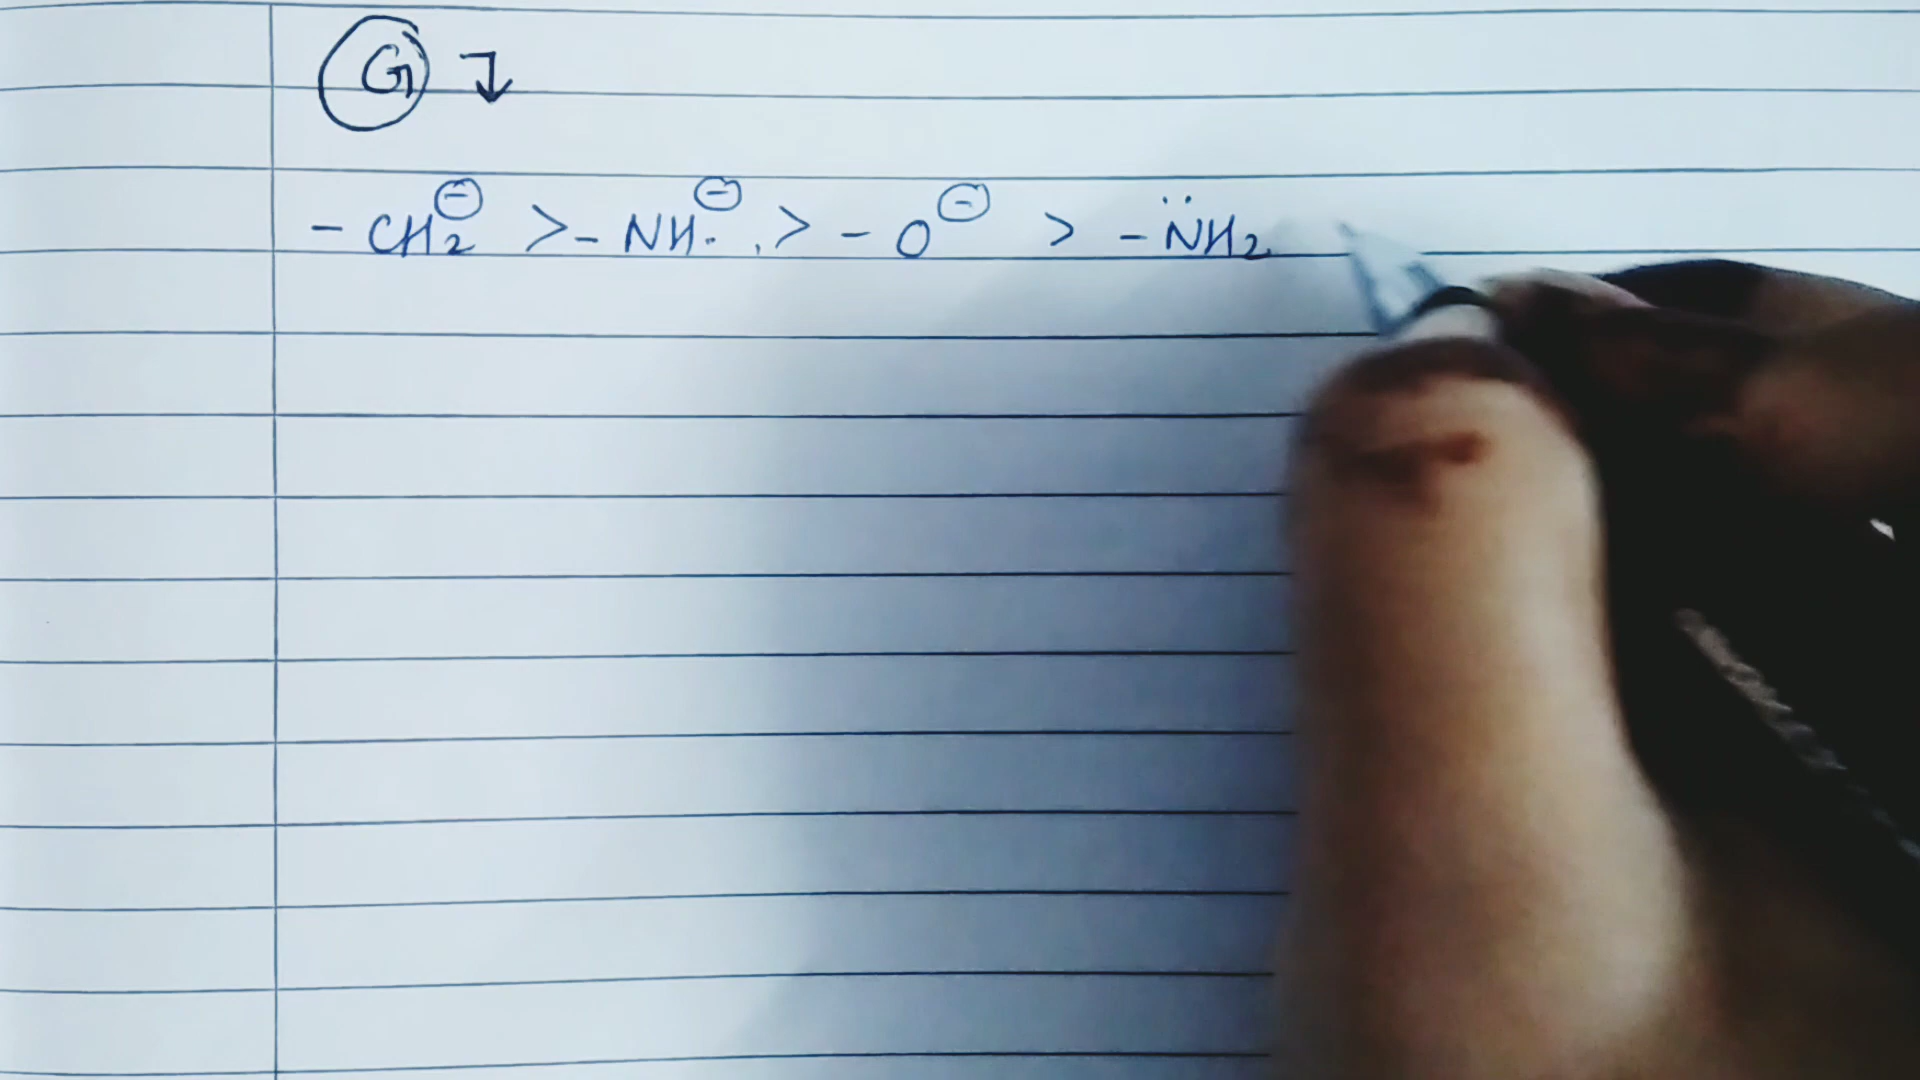 G ↴
- CH₂⊖ > - NH⊖ > - O⊖ > - N̈H₂